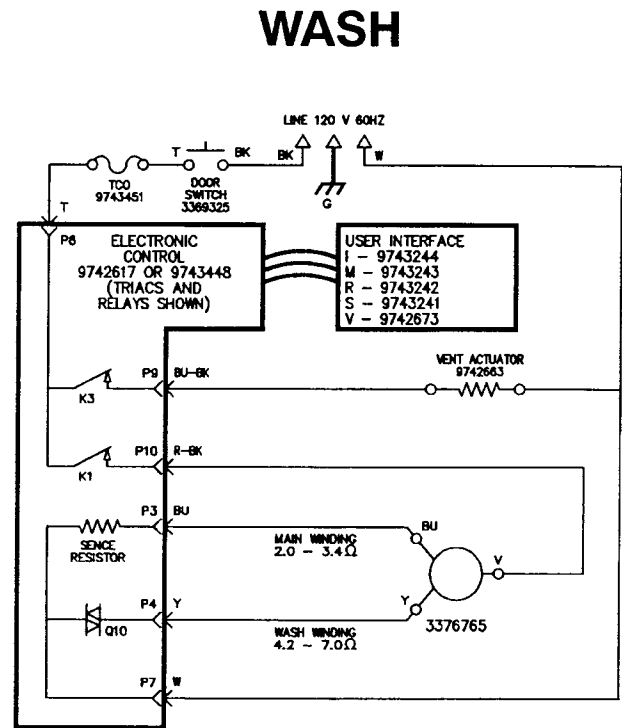 WASH
LINE 120 V 60HZ
T
BK
BK
W
TCO
9743451
DOOR
SWITCH
3369325
G
T
P6
ELECTRONIC
CONTROL
9742617 OR 9743448
(TRIACS AND
RELAYS SHOWN)
USER INTERFACE
I - 9743244
M - 9743243
R - 9743242
S - 9743241
V - 9742673
VENT ACTUATOR
9742663
P9
BU-BK
K3
P10
R-BK
K1
P3
BU
SENCE
RESISTOR
MAIN WINDING
2.0 - 3.4Ω
BU
V
P4
Y
Y
Q10
WASH WINDING
4.2 - 7.0Ω
3376765
P7
W